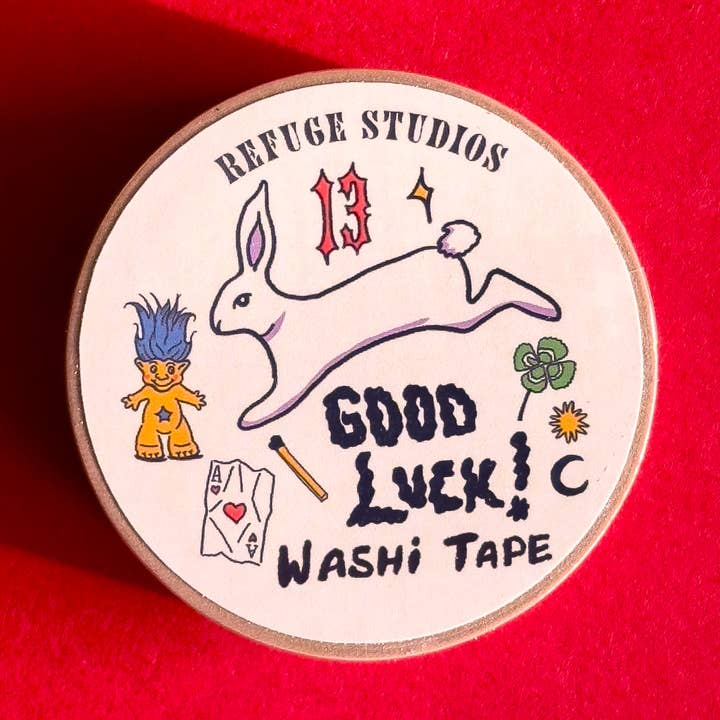 REFUGE STUDIOS
13
GOOD
LUCK!
A
A
WASHi TAPE